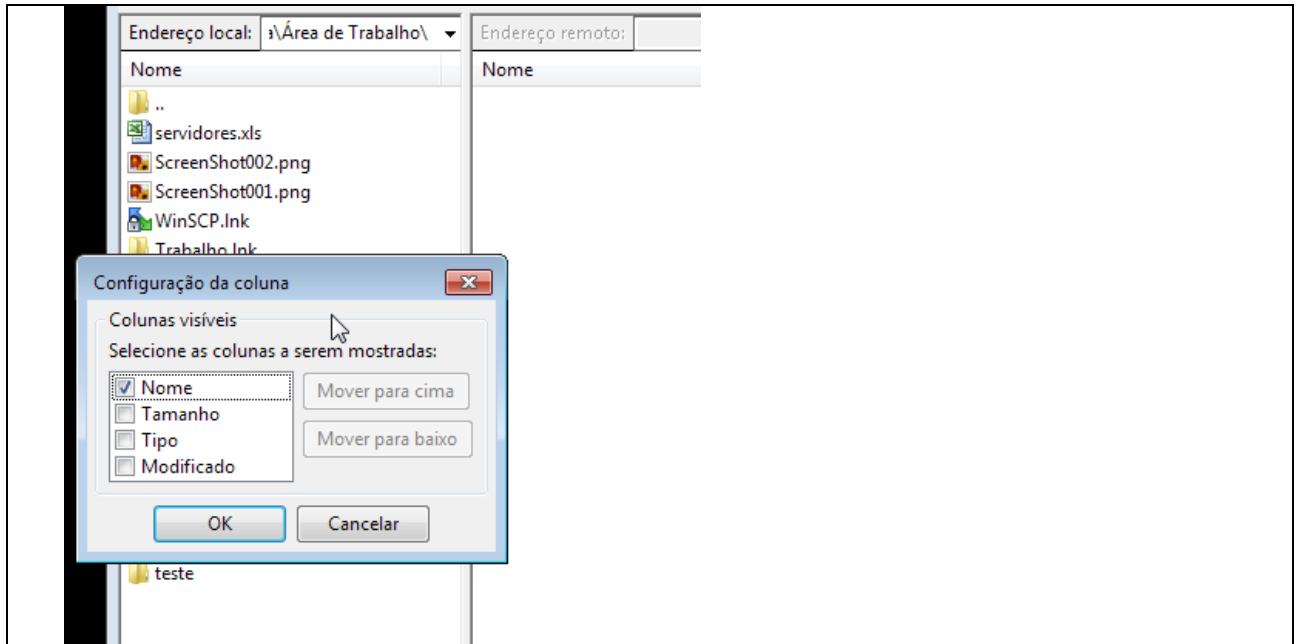 Endereço local: \Área de Trabalho\ Endereço remoto:
Nome Nome
..
servidores.xls
ScreenShot002.png
ScreenShot001.png
WinSCP.lnk
Trabalho.lnk
Configuração da coluna
Colunas visíveis
Selecione as colunas a serem mostradas:
Nome Mover para cima
Tamanho
Tipo Mover para baixo
Modificado
OK Cancelar
teste